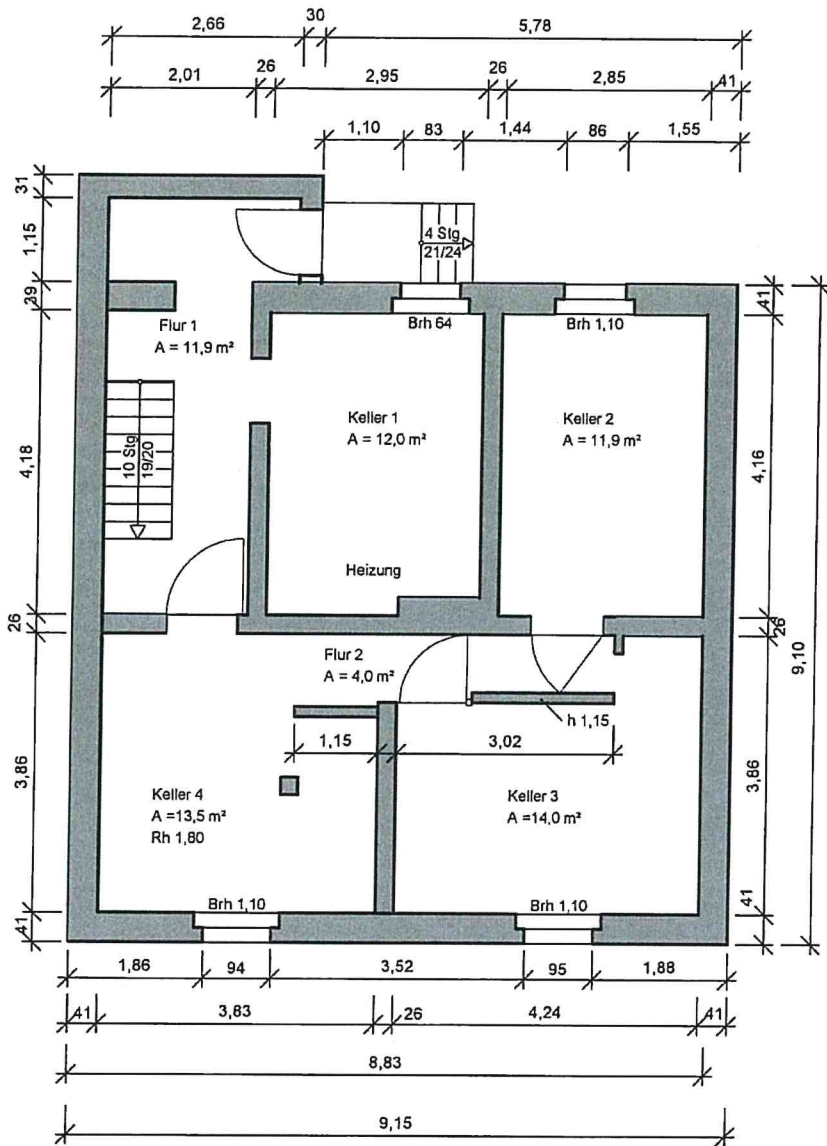 2,66
30
5,78
2,01
26
2,95
26
2,85
41
1,10
83
1,44
86
1,55
31
1,15
39
4,18
26
3,86
41
4 Stg
21/24
Brh 64
Brh 1,10
Flur 1
A = 11,9 m²
Keller 1
A = 12,0 m²
Keller 2
A = 11,9 m²
10 Stg
19/20
Heizung
41
4,16
26
9,10
3,86
41
Flur 2
A = 4,0 m²
h 1,15
1,15
3,02
Keller 4
A =13,5 m²
Rh 1,80
Keller 3
A =14,0 m²
Brh 1,10
Brh 1,10
1,86
94
3,52
95
1,88
41
3,83
26
4,24
41
8,83
9,15